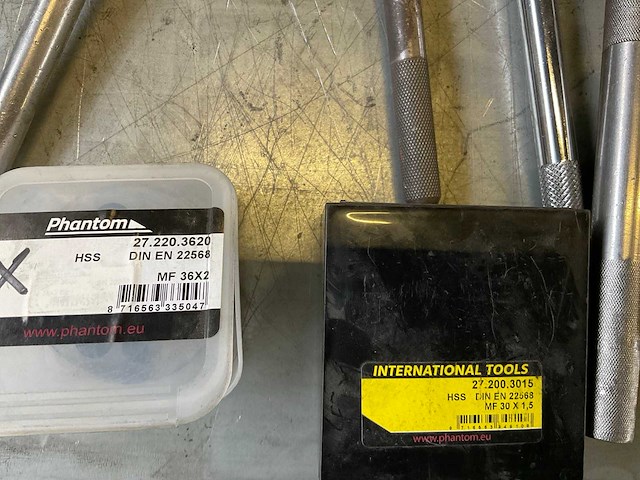 Phantom
27.220.3620
HSS DIN EN 22568
MF 36X2
8 716563 335047
www.phantom.eu
X
INTERNATIONAL TOOLS
27.200.3015
HSS DIN EN 22568
MF 30 X 1,5
www.phantom.eu